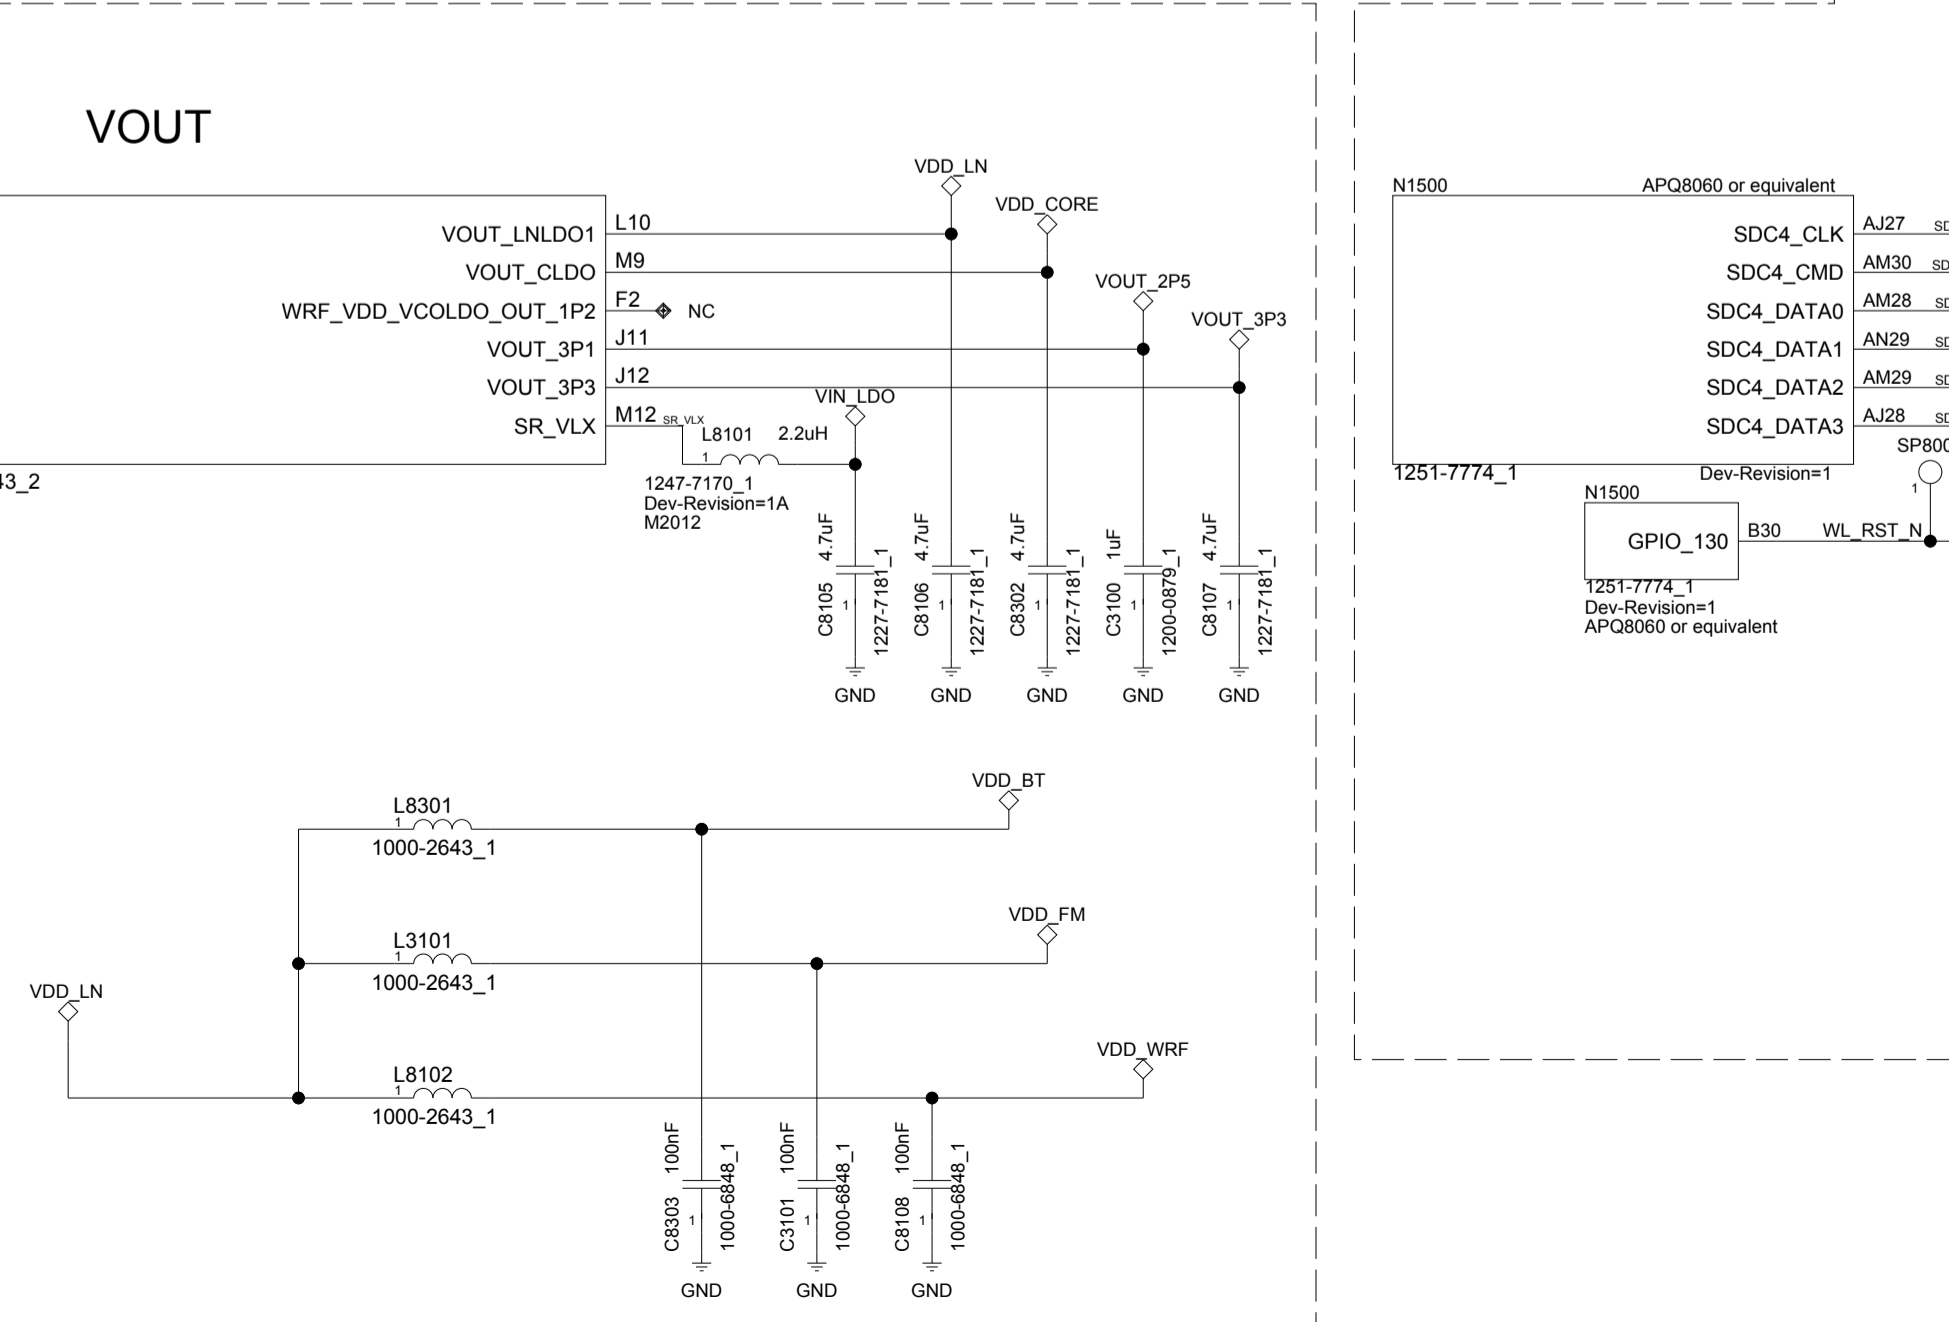 VOUT
VDD_LN
VDD_CORE
VOUT_2P5
VOUT_3P3
VOUT_LNLDO1 L10
VOUT_CLDO M9
WRF_VDD_VCOLDO_OUT_1P2 F2 NC
VOUT_3P1 J11
VOUT_3P3 J12
VIN_LDO
SR_VLX M12 SR_VLX
L8101 2.2uH
1
43_2
1247-7170_1
Dev-Revision=1A
M2012
C8105 4.7uF
1
1227-7181_1
C8106 4.7uF
1
1227-7181_1
C8302 4.7uF
1
1227-7181_1
C3100 1uF
1
1200-0879_1
C8107 4.7uF
1
1227-7181_1
GND GND GND GND GND
VDD_BT
L8301
1
1000-2643_1
VDD_FM
L3101
1
1000-2643_1
VDD_LN
VDD_WRF
L8102
1
1000-2643_1
C8303 100nF
1
1000-6848_1
C3101 100nF
1
1000-6848_1
C8108 100nF
1
1000-6848_1
GND GND GND
N1500 APQ8060 or equivalent
SDC4_CLK AJ27 SD
SDC4_CMD AM30 SD
SDC4_DATA0 AM28 SD
SDC4_DATA1 AN29 SD
SDC4_DATA2 AM29 SD
SDC4_DATA3 AJ28 SD
1251-7774_1 Dev-Revision=1
SP800
1
N1500
GPIO_130 B30 WL_RST_N
1251-7774_1
Dev-Revision=1
APQ8060 or equivalent